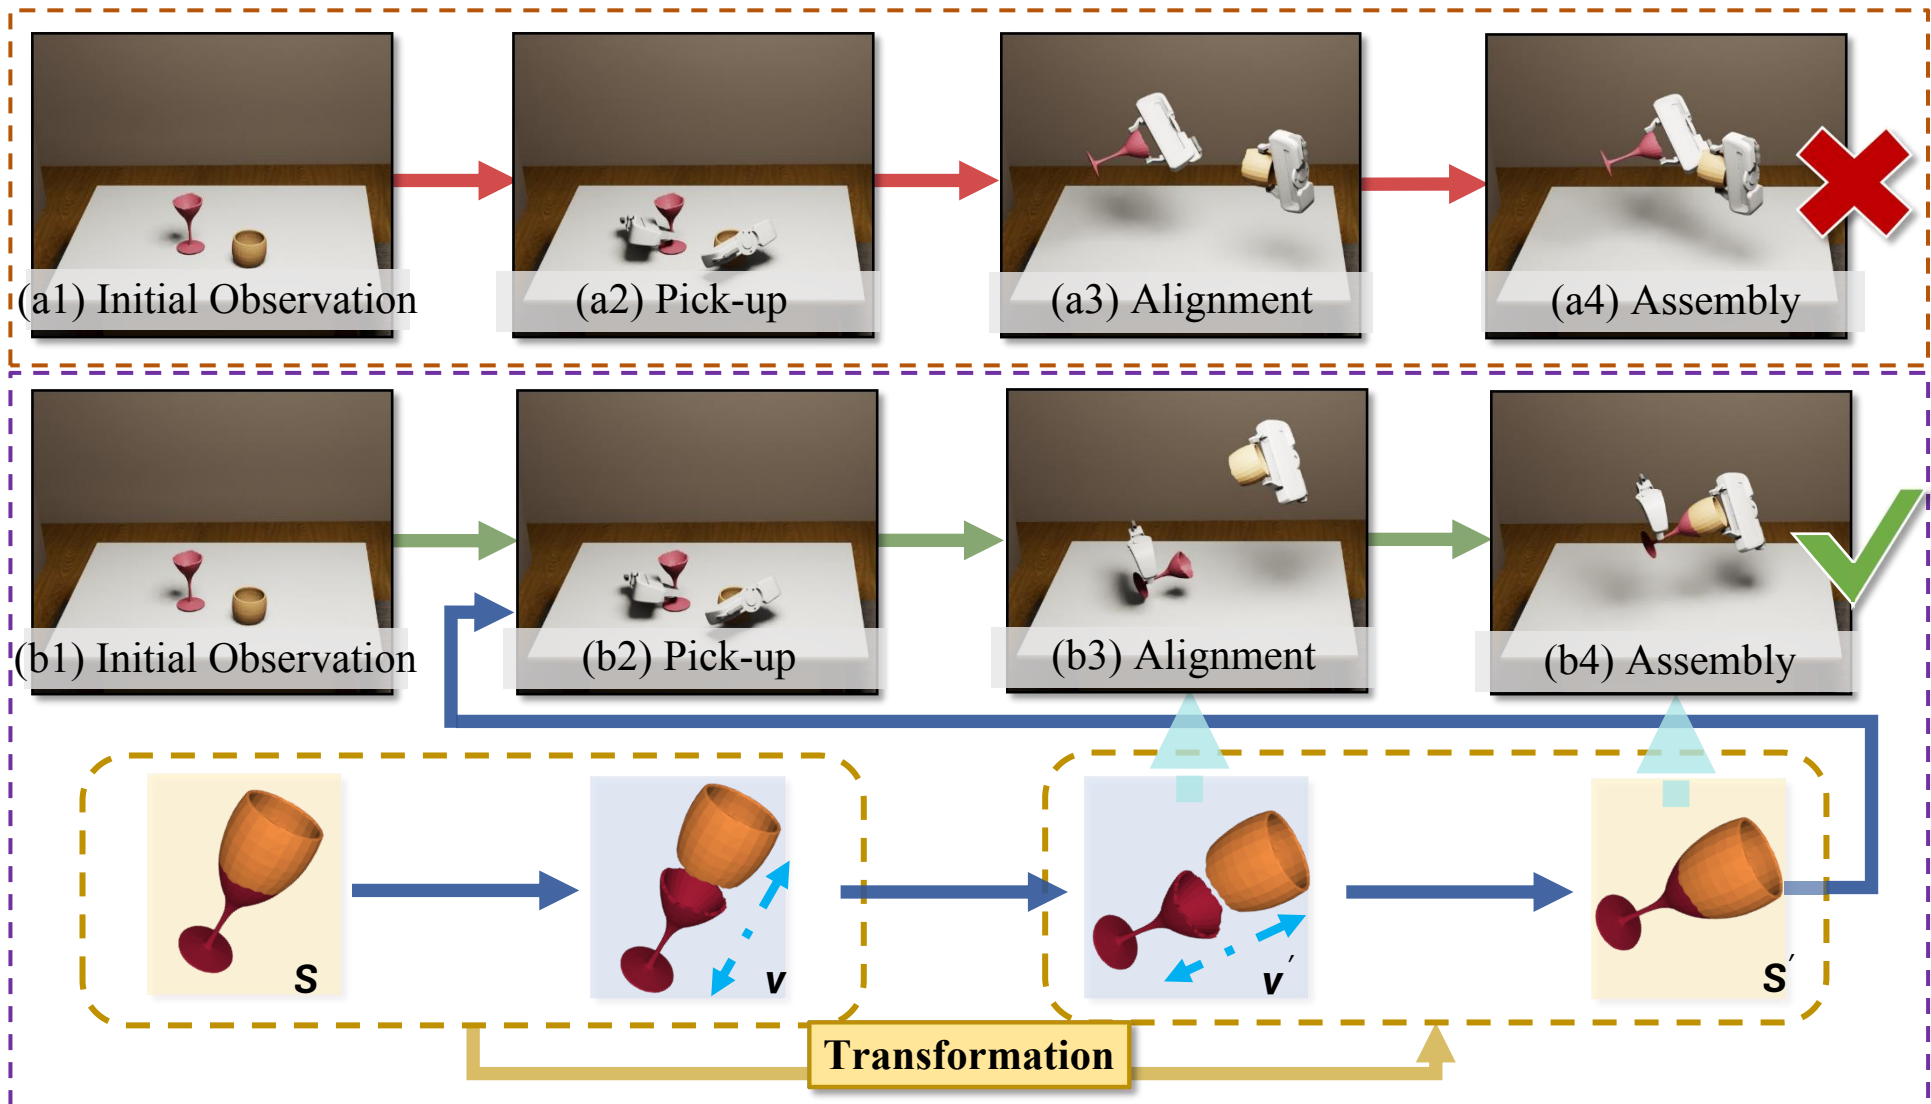 (a1) Initial Observation
(a2) Pick-up
(a3) Alignment
(a4) Assembly
(b1) Initial Observation
(b2) Pick-up
(b3) Alignment
(b4) Assembly
S
v
v′
S′
Transformation